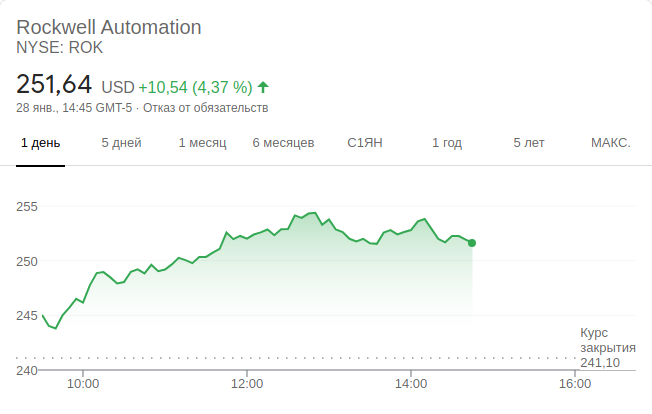 Rockwell Automation
NYSE: ROK
251,64 USD +10,54 (4,37 %)
28 янв., 14:45 GMT-5 · Отказ от обязательств
1 день 5 дней 1 месяц 6 месяцев С1ЯН 1 год 5 лет МАКС.
255
250
245
Курс
закрытия
241,10
240
10:00 12:00 14:00 16:00